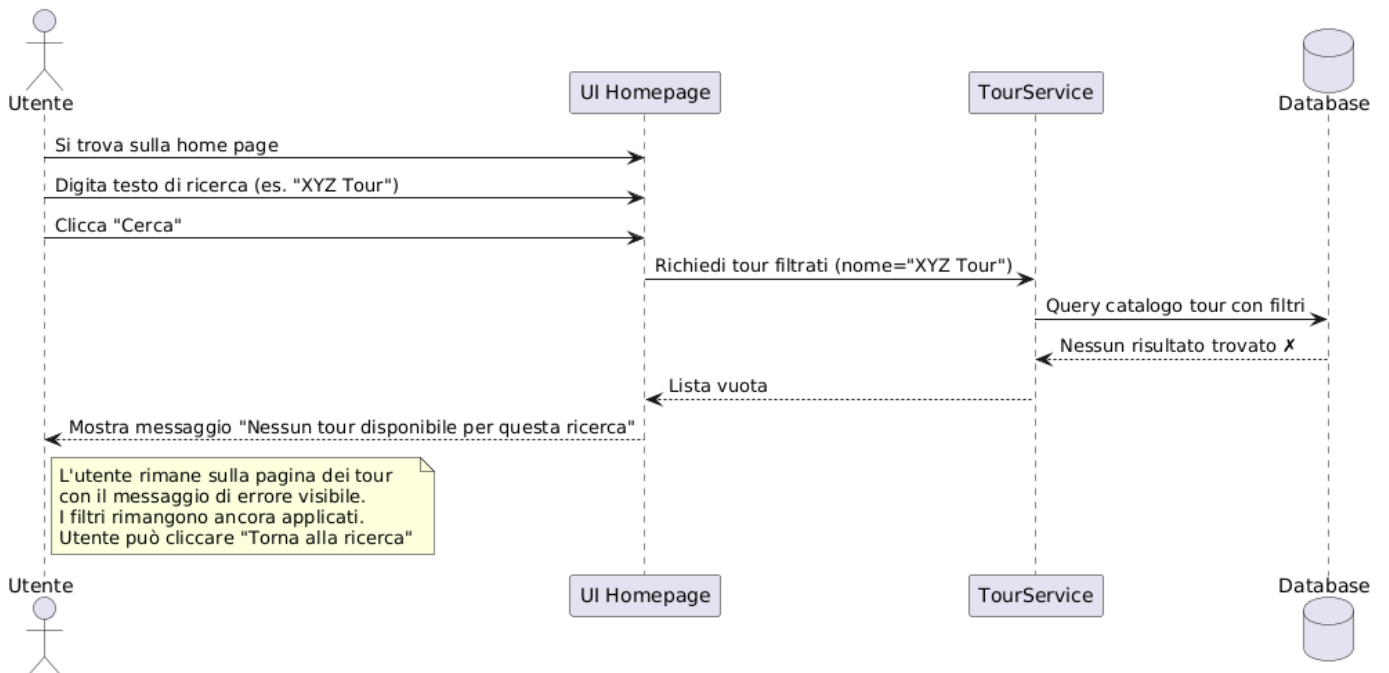 Utente
UI Homepage
TourService
Database
Si trova sulla home page
Digita testo di ricerca (es. "XYZ Tour")
Clicca "Cerca"
Richiedi tour filtrati (nome="XYZ Tour")
Query catalogo tour con filtri
Nessun risultato trovato ✗
Lista vuota
Mostra messaggio "Nessun tour disponibile per questa ricerca"
L'utente rimane sulla pagina dei tour
con il messaggio di errore visibile.
I filtri rimangono ancora applicati.
Utente può cliccare "Torna alla ricerca"
Utente
UI Homepage
TourService
Database